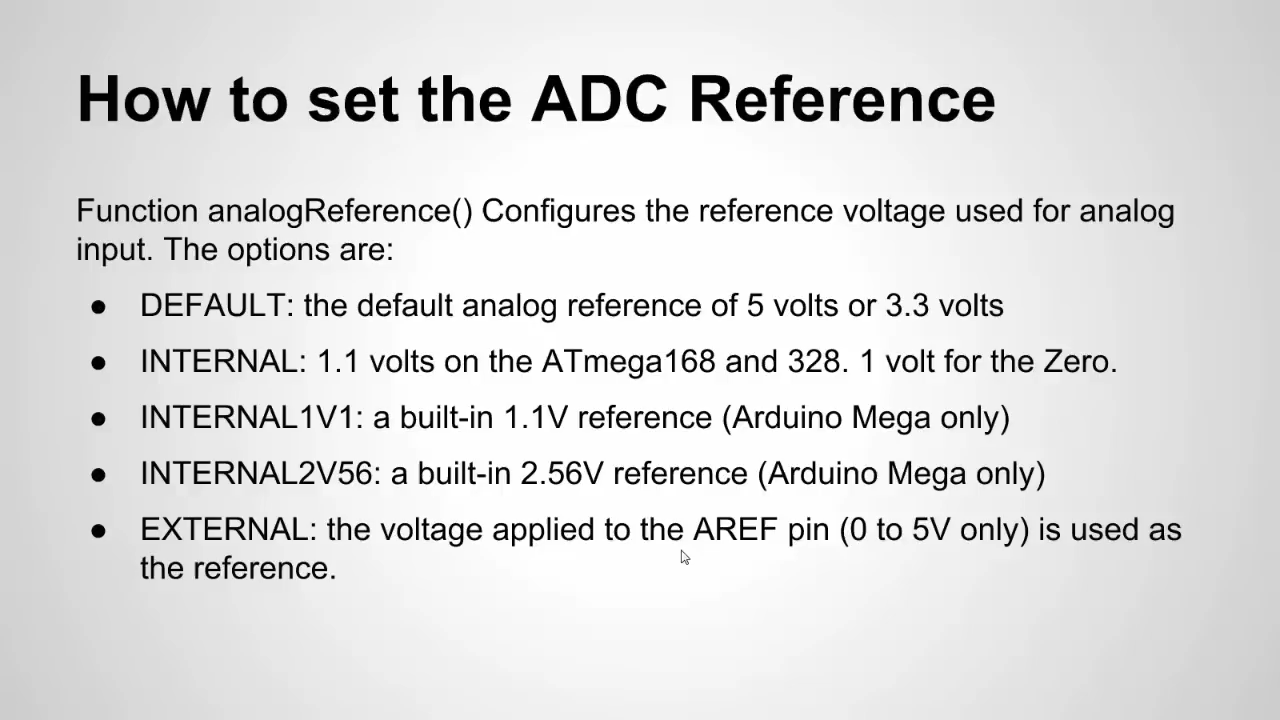 How to set the ADC Reference
Function analogReference() Configures the reference voltage used for analog
input. The options are:
● DEFAULT: the default analog reference of 5 volts or 3.3 volts
● INTERNAL: 1.1 volts on the ATmega168 and 328. 1 volt for the Zero.
● INTERNAL1V1: a built-in 1.1V reference (Arduino Mega only)
● INTERNAL2V56: a built-in 2.56V reference (Arduino Mega only)
● EXTERNAL: the voltage applied to the AREF pin (0 to 5V only) is used as
the reference.